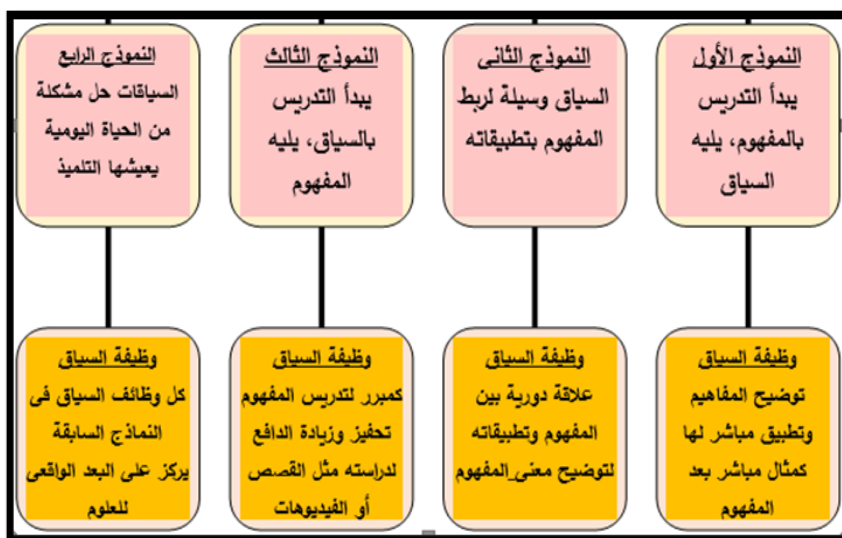 النموذج الأول
يبدأ التدريس
بالمفهوم، يليه
السياق
النموذج الثانى
السياق وسيلة لربط
المفهوم بتطبيقاته
النموذج الثالث
يبدأ التدريس
بالسياق، يليه
المفهوم
النموذج الرابع
السياقات حل مشكلة
من الحياة اليومية
يعيشها التلميذ
وظيفة السياق
توضيح المفاهيم
وتطبيق مباشر لها
كمثال مباشر بعد
المفهوم
وظيفة السياق
علاقة دورية بين
المفهوم وتطبيقاته
لتوضيح معنى المفهوم
وظيفة السياق
كمبرر لتدريس المفهوم
تحفيز وزيادة الدافع
لدراسته مثل القصص
أو الفيديوهات
وظيفة السياق
كل وظائف السياق فى
النماذج السابقة
يركز على البعد الواقعى
للعلوم